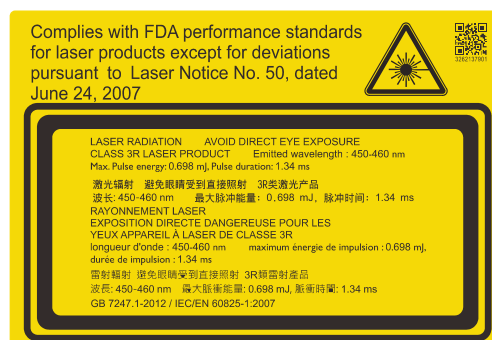 Complies with FDA performance standards
for laser products except for deviations
pursuant to Laser Notice No. 50, dated
June 24, 2007
3282137901
LASER RADIATION AVOID DIRECT EYE EXPOSURE
CLASS 3R LASER PRODUCT Emitted wavelength : 450-460 nm
Max. Pulse energy: 0.698 mJ, Pulse duration: 1.34 ms
激光辐射 避免眼睛受到直接照射 3R类激光产品
波长: 450-460 nm 最大脉冲能量: 0.698 mJ, 脉冲时间: 1.34 ms
RAYONNEMENT LASER
EXPOSITION DIRECTE DANGEREUSE POUR LES
YEUX APPAREIL À LASER DE CLASSE 3R
longueur d'onde : 450-460 nm maximum énergie de impulsion : 0.698 mJ,
durée de impulsion : 1.34 ms
雷射輻射 避免眼睛受到直接照射 3R類雷射產品
波長: 450-460 nm 最大脈衝能量: 0.698 mJ, 脈衝時間: 1.34 ms
GB 7247.1-2012 / IEC/EN 60825-1:2007